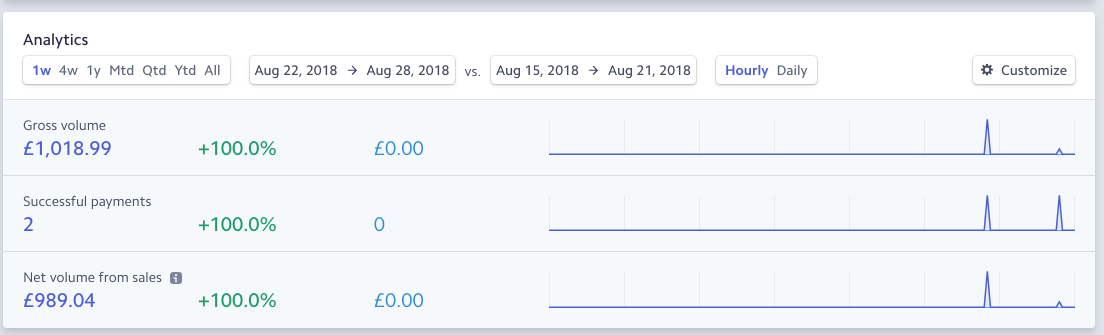 Analytics
1w 4w 1y Mtd Qtd Ytd All Aug 22, 2018 → Aug 28, 2018 vs. Aug 15, 2018 → Aug 21, 2018 Hourly Daily Customize
Gross volume
£1,018.99 +100.0% £0.00
Successful payments
2 +100.0% 0
Net volume from sales i
£989.04 +100.0% £0.00